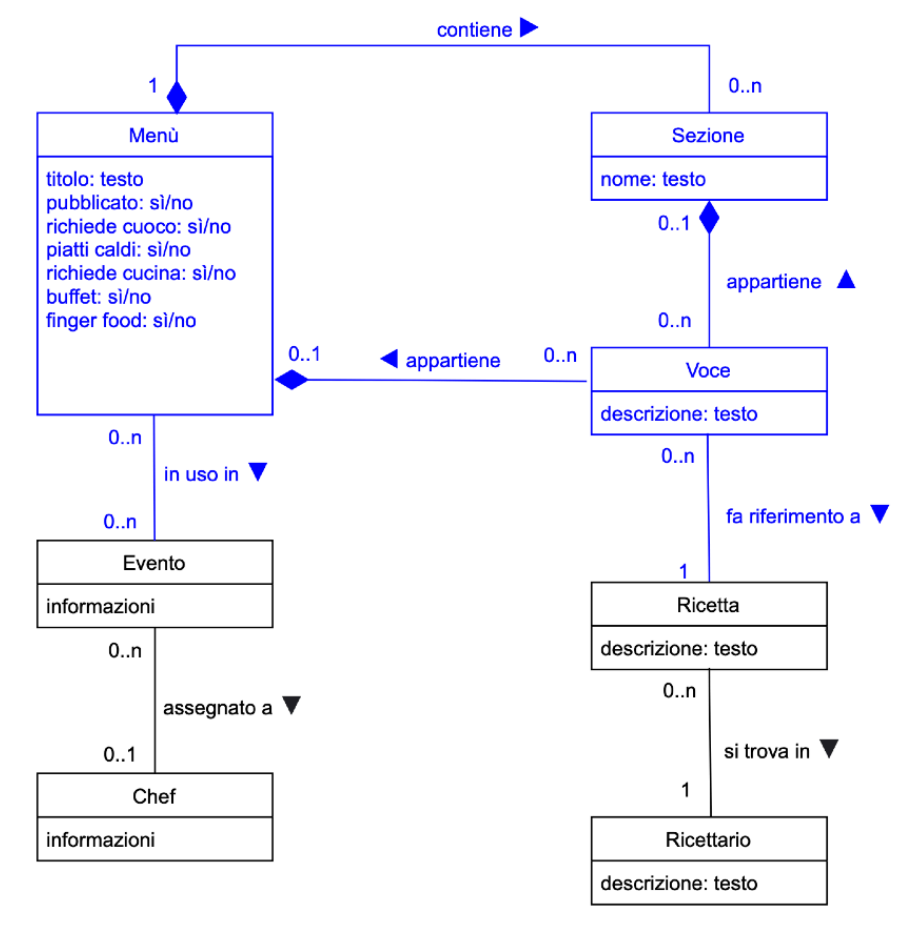 contiene ▶
1
0..n
Menù
titolo: testo
pubblicato: sì/no
richiede cuoco: sì/no
piatti caldi: sì/no
richiede cucina: sì/no
buffet: sì/no
finger food: sì/no
Sezione
nome: testo
0..1
appartiene ▲
0..n
0..1
◀ appartiene
0..n
Voce
descrizione: testo
0..n
in uso in ▼
0..n
0..n
fa riferimento a ▼
1
Evento
informazioni
Ricetta
descrizione: testo
0..n
assegnato a ▼
0..1
0..n
si trova in ▼
1
Chef
informazioni
Ricettario
descrizione: testo